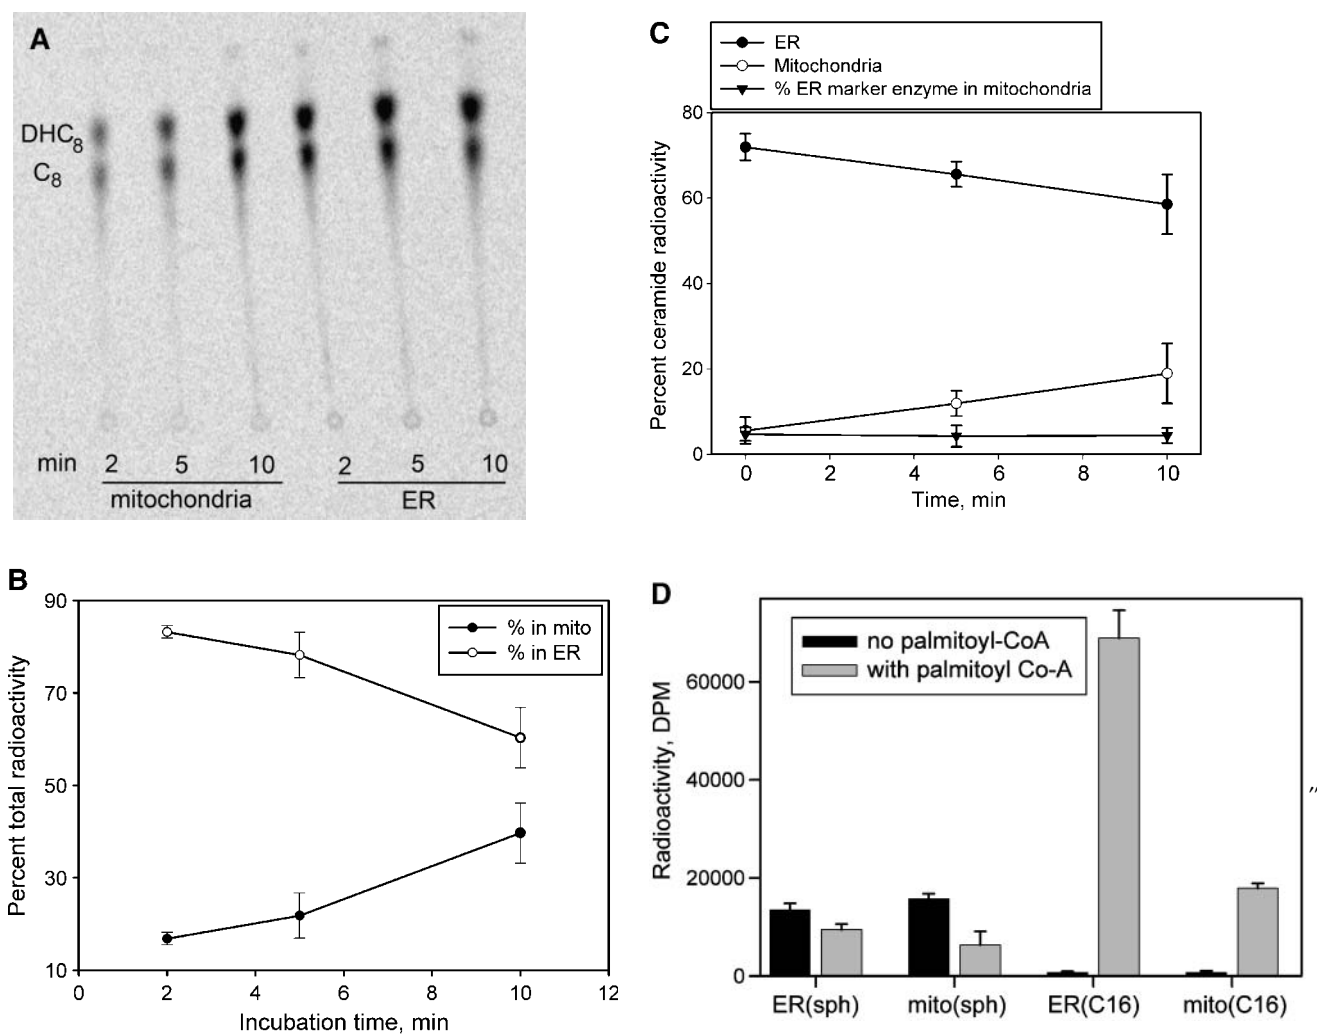 A
DHC8
C8
min 2 5 10 2 5 10
mitochondria ER
B
90
70
50
30
10
0 2 4 6 8 10 12
Percent total radioactivity
Incubation time, min
% in mito
% in ER
C
ER
Mitochondria
% ER marker enzyme in mitochondria
80
60
40
20
0
0 2 4 6 8 10
Percent ceramide radioactivity
Time, min
D
no palmitoyl-CoA
with palmitoyl Co-A
60000
40000
20000
0
Radioactivity, DPM
ER(sph) mito(sph) ER(C16) mito(C16)
"